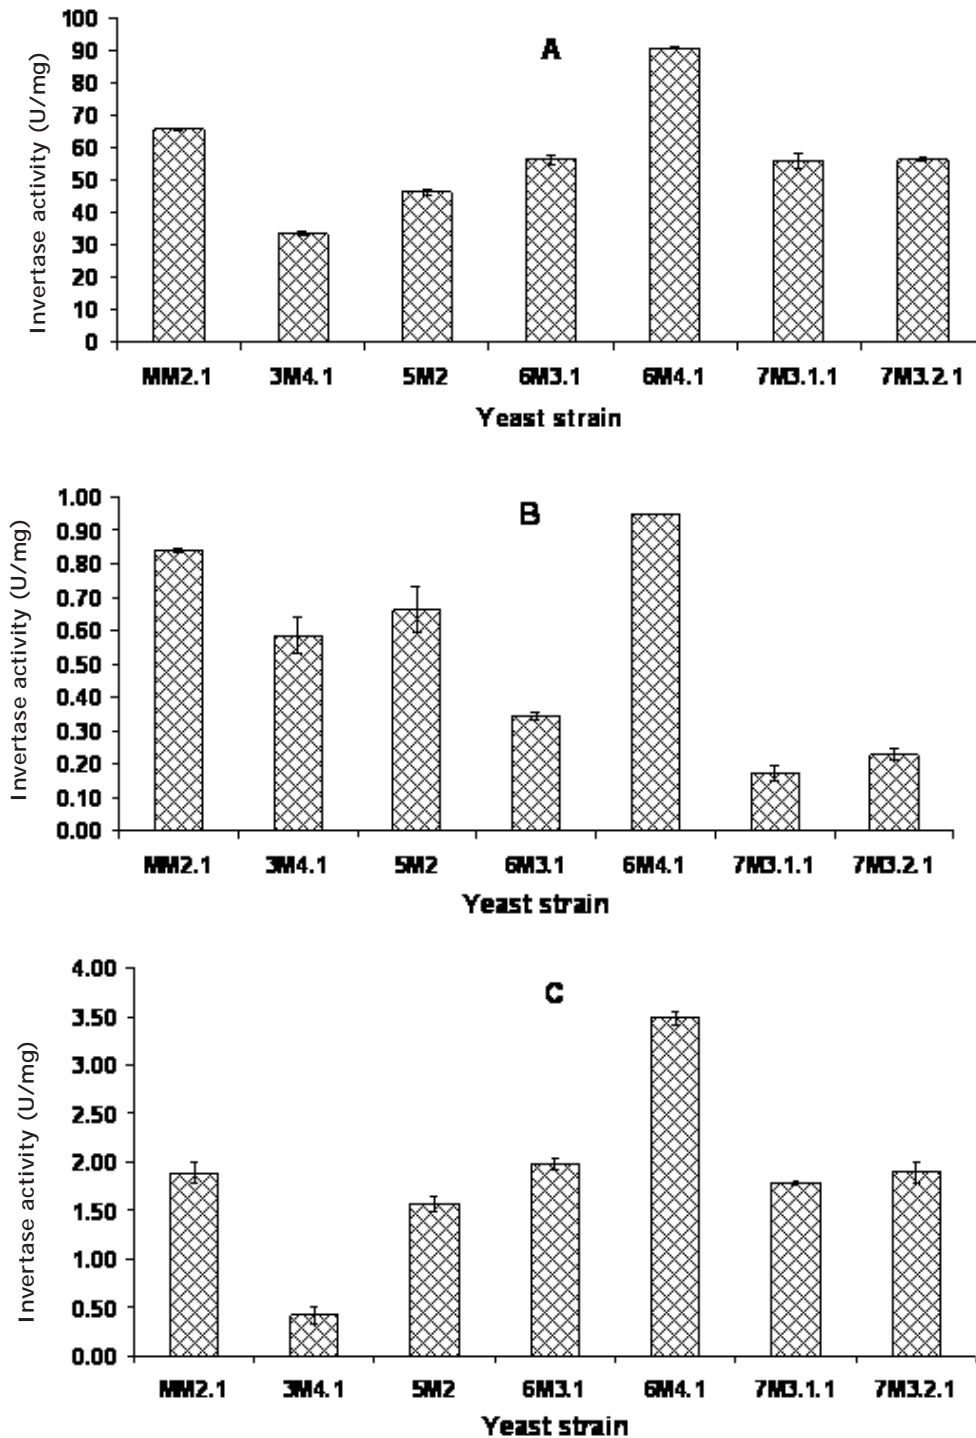 A
Invertase activity (U/mg)
100
90
80
70
60
50
40
30
20
10
0
MM2.1 3M4.1 5M2 6M3.1 6M4.1 7M3.1.1 7M3.2.1
Yeast strain
B
Invertase activity (U/mg)
1.00
0.90
0.80
0.70
0.60
0.50
0.40
0.30
0.20
0.10
0.00
MM2.1 3M4.1 5M2 6M3.1 6M4.1 7M3.1.1 7M3.2.1
Yeast strain
C
Invertase activity (U/mg)
4.00
3.50
3.00
2.50
2.00
1.50
1.00
0.50
0.00
MM2.1 3M4.1 5M2 6M3.1 6M4.1 7M3.1.1 7M3.2.1
Yeast strain